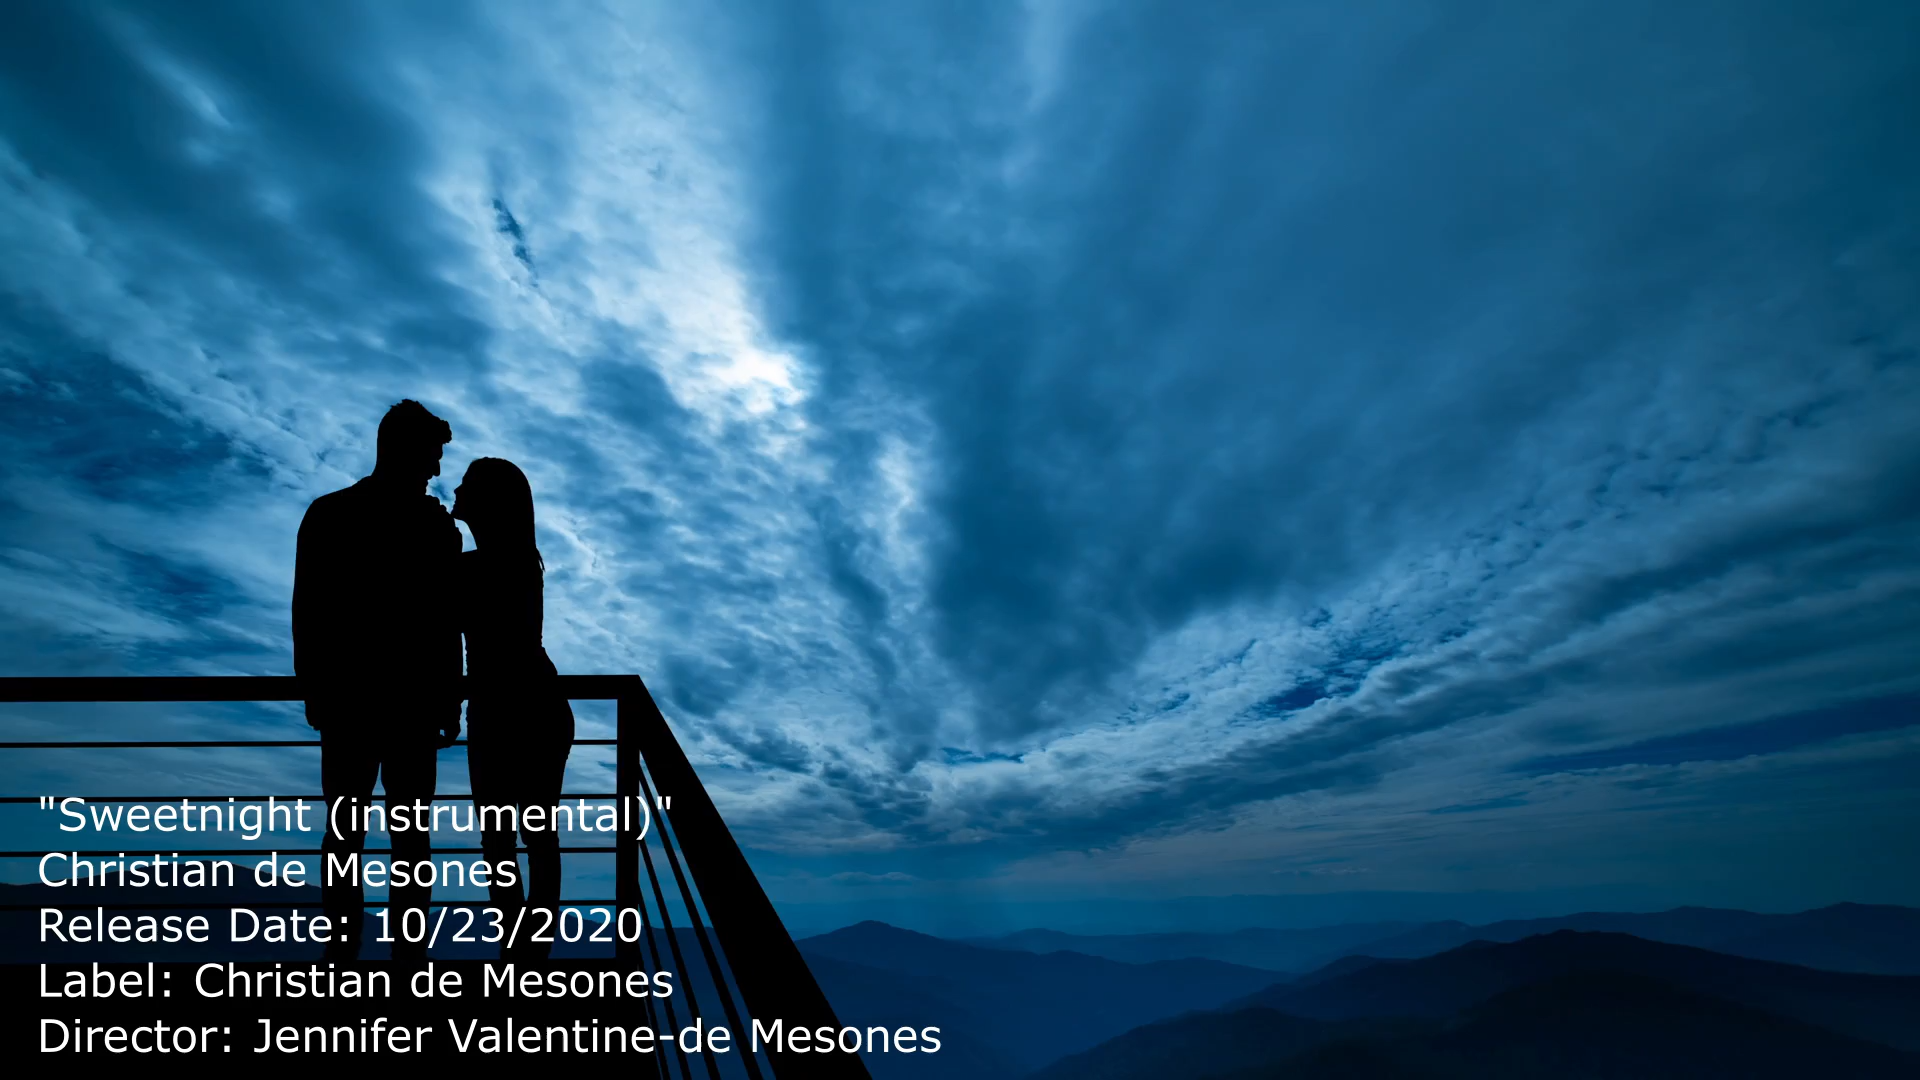 "Sweetnight (instrumental)"
Christian de Mesones
Release Date: 10/23/2020
Label: Christian de Mesones
Director: Jennifer Valentine-de Mesones